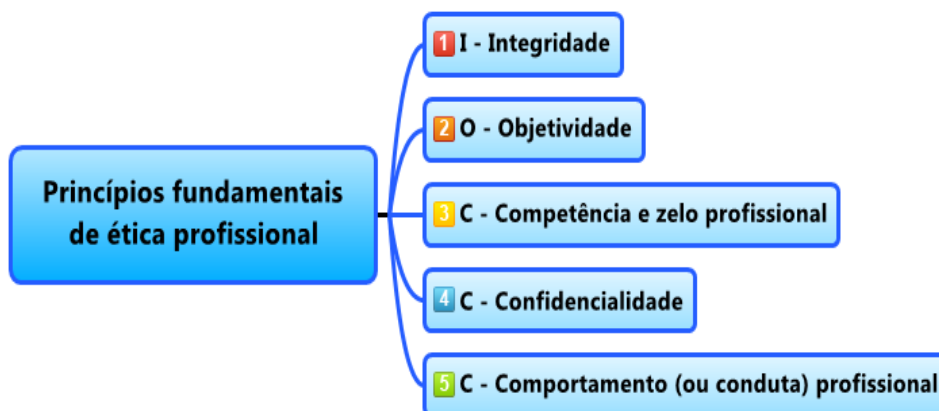 Princípios fundamentais
de ética profissional
1 I - Integridade
2 O - Objetividade
3 C - Competência e zelo profissional
4 C - Confidencialidade
5 C - Comportamento (ou conduta) profissional